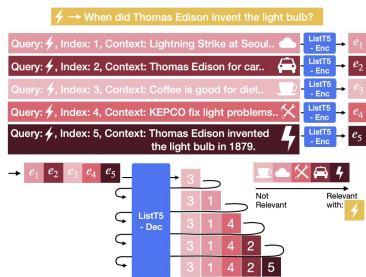 → When did Thomas Edison invent the light bulb?
Query: , Index: 1, Context: Lightning Strike at Seoul.. ListT5 - Enc e1
Query: , Index: 2, Context: Thomas Edison for car.. ListT5 - Enc e2
Query: , Index: 3, Context: Coffee is good for diet.. ListT5 - Enc e3
Query: , Index: 4, Context: KEPCO fix light problems.. ListT5 - Enc e4
Query: , Index: 5, Context: Thomas Edison invented
the light bulb in 1879. ListT5 - Enc e5
e1 e2 e3 e4 e5
ListT5
- Dec
3
3 1
3 1 4
3 1 4 2
3 1 4 2 5
Not
Relevant
Relevant
with: